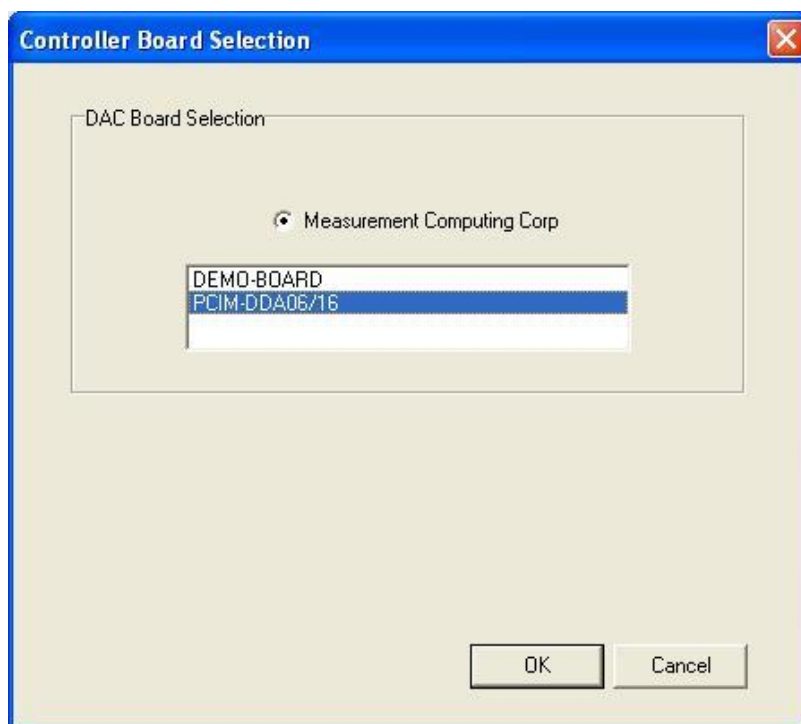 Controller Board Selection
DAC Board Selection
Measurement Computing Corp
DEMO-BOARD
PCIM-DDA06/16
OK
Cancel